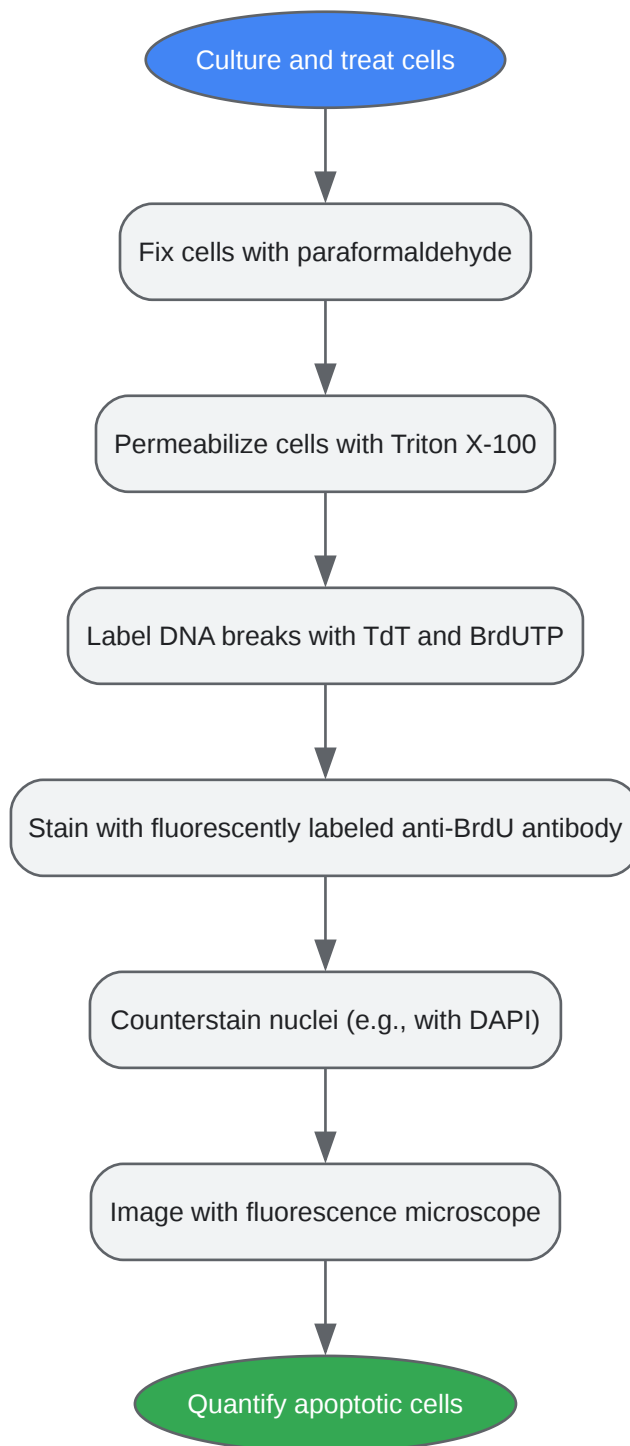 Culture and treat cells
Fix cells with paraformaldehyde
Permeabilize cells with Triton X-100
Label DNA breaks with TdT and BrdUTP
Stain with fluorescently labeled anti-BrdU antibody
Counterstain nuclei (e.g., with DAPI)
Image with fluorescence microscope
Quantify apoptotic cells